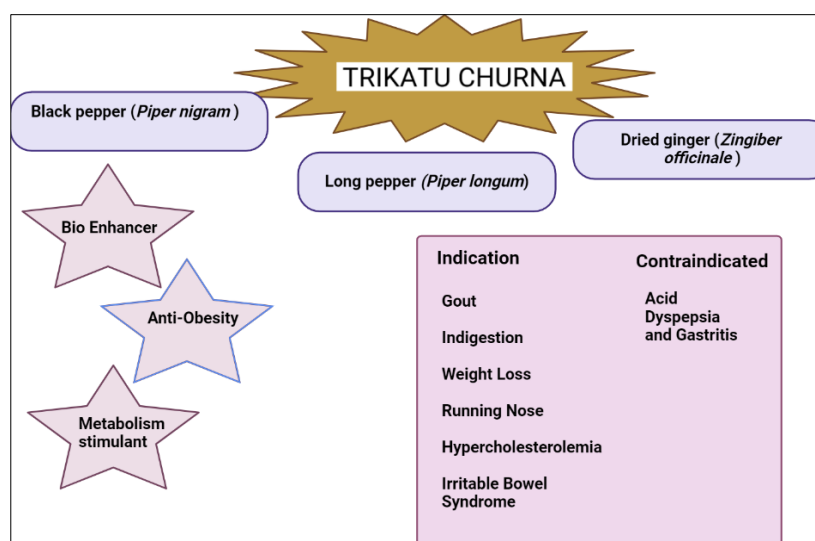 TRIKATU CHURNA
Black pepper (Piper nigram )
Long pepper (Piper longum)
Dried ginger (Zingiber
officinale )
Bio Enhancer
Anti-Obesity
Metabolism
stimulant
Indication
Gout
Indigestion
Weight Loss
Running Nose
Hypercholesterolemia
Irritable Bowel
Syndrome
Contraindicated
Acid
Dyspepsia
and Gastritis